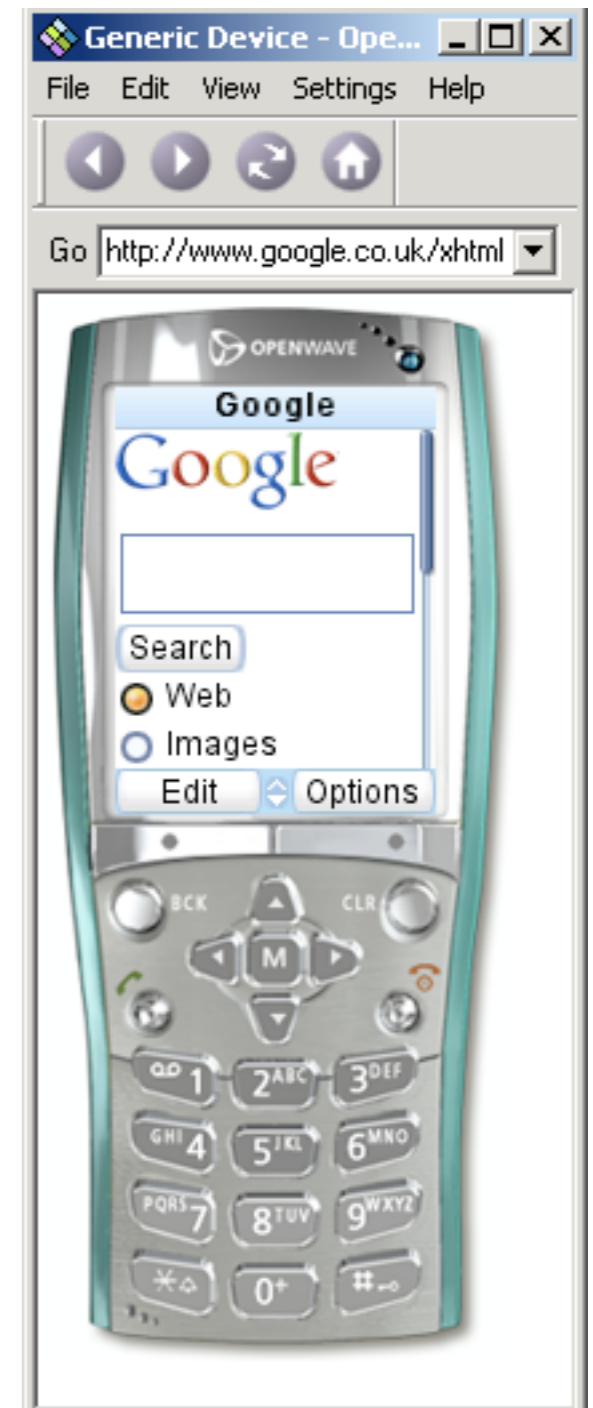 Generic Device - Ope...
File Edit View Settings Help
Go http://www.google.co.uk/xhtml
OPENWAVE
Google
Google
Search
Web
Images
Edit Options
BCK CLR
M
1 2ABC 3DEF
GHI4 5JKL 6MNO
PQRS7 8TUV 9WXYZ
* 0+ #